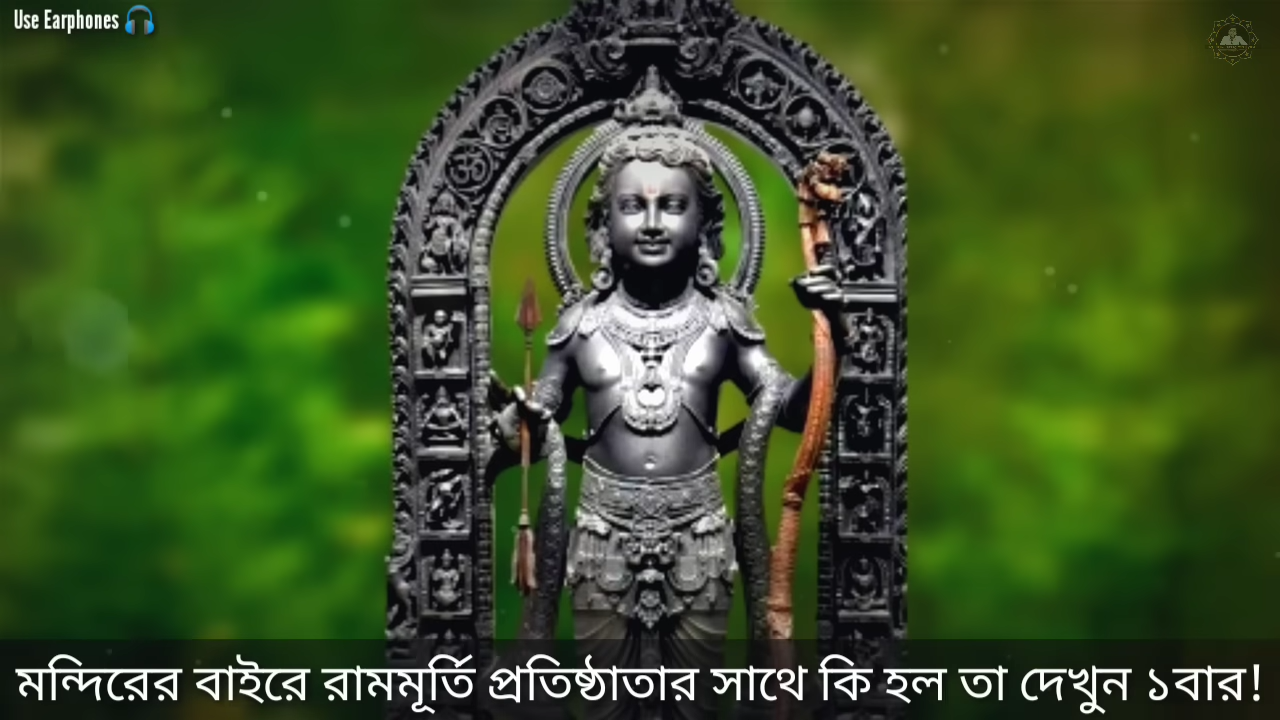 Use Earphones
মন্দিরের বাইরে রামমূর্তি প্রতিষ্ঠাতার সাথে কি হল তা দেখুন ১বার!